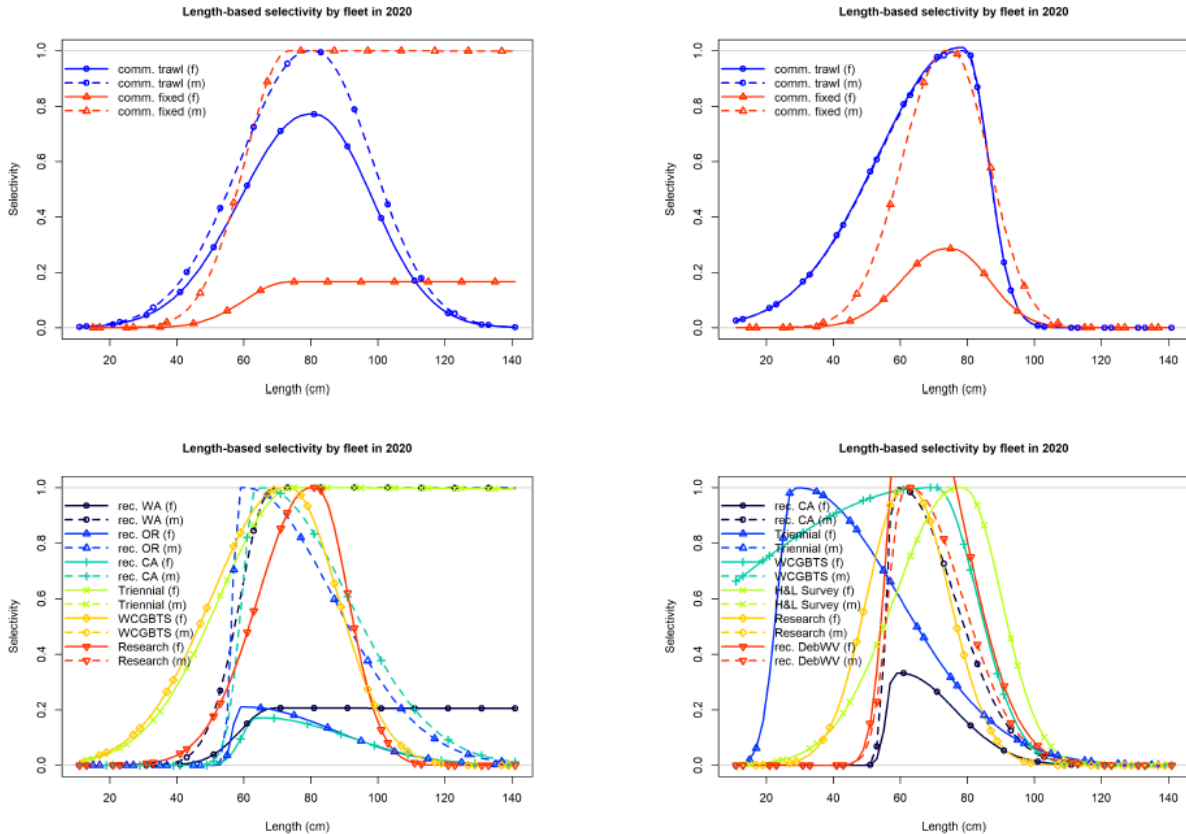 Length-based selectivity by fleet in 2020
1.0
0.8
0.6
0.4
0.2
0.0
Selectivity
comm. trawl (f)
comm. trawl (m)
comm. fixed (f)
comm. fixed (m)
20 40 60 80 100 120 140
Length (cm)
Length-based selectivity by fleet in 2020
1.0
0.8
0.6
0.4
0.2
0.0
Selectivity
comm. trawl (f)
comm. trawl (m)
comm. fixed (f)
comm. fixed (m)
20 40 60 80 100 120 140
Length (cm)
Length-based selectivity by fleet in 2020
1.0
0.8
0.6
0.4
0.2
0.0
Selectivity
rec. WA (f)
rec. WA (m)
rec. OR (f)
rec. OR (m)
rec. CA (f)
rec. CA (m)
Triennial (f)
Triennial (m)
WCGBTS (f)
WCGBTS (m)
Research (f)
Research (m)
20 40 60 80 100 120 140
Length (cm)
Length-based selectivity by fleet in 2020
1.0
0.8
0.6
0.4
0.2
0.0
Selectivity
rec. CA (f)
rec. CA (m)
Triennial (f)
Triennial (m)
WCGBTS (f)
WCGBTS (m)
H&L Survey (f)
H&L Survey (m)
Research (f)
Research (m)
rec. DebWV (f)
rec. DebWV (m)
20 40 60 80 100 120 140
Length (cm)